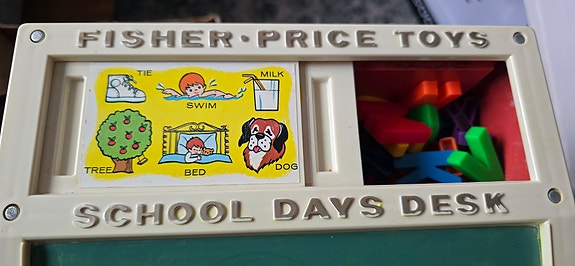 FISHER·PRICE TOYS
TIE
SWIM
MILK
TREE
BED
DOG
SCHOOL DAYS DESK